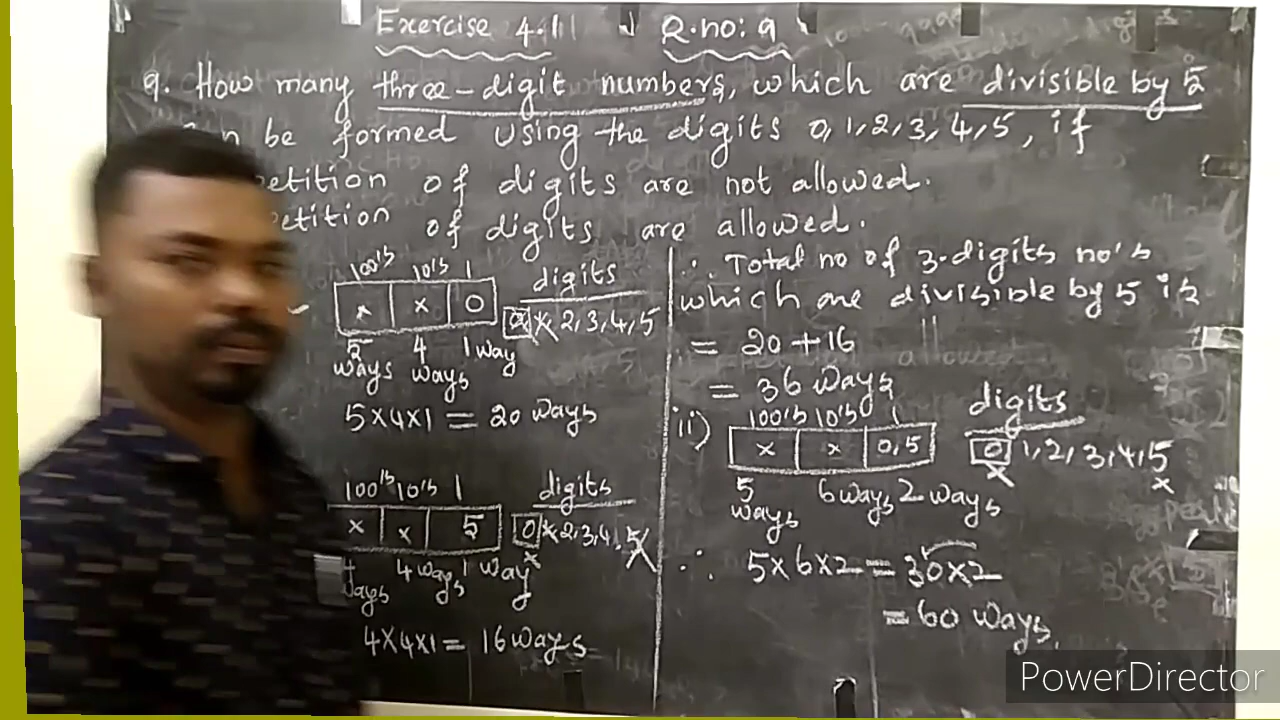 Exercise 4.1 Q.no: 9
9. How many three-digit numbers, which are divisible by 5
n be formed using the digits 0,1,2,3,4,5, if
etition of digits are not allowed.
etition of digits are allowed.
100's 10's 1 digits
x x 0 0 1, 2, 3, 4, 5
5 ways 4 ways 1 way
5x4x1 = 20 ways
100's 10's 1 digits
x x 5 0 1, 2, 3, 4, 5
4 ways 4 ways 1 way
4x4x1 = 16 ways
∴ Total no of 3-digits no's
which are divisible by 5 is
= 20+16
= 36 ways
ii) 100's 10's 1 digits
x x 0,5 0 1, 2, 3, 4, 5
5 ways 6 ways 2 ways
∴ 5x6x2 = 30x2
= 60 ways.
PowerDirector